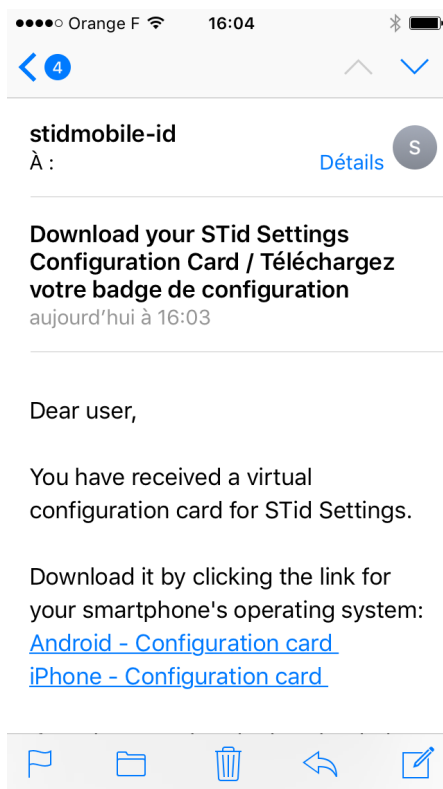 Orange F 16:04
4
stidmobile-id
À :
Détails
S
Download your STid Settings
Configuration Card / Téléchargez
votre badge de configuration
aujourd'hui à 16:03
Dear user,
You have received a virtual
configuration card for STid Settings.
Download it by clicking the link for
your smartphone's operating system:
Android - Configuration card
iPhone - Configuration card